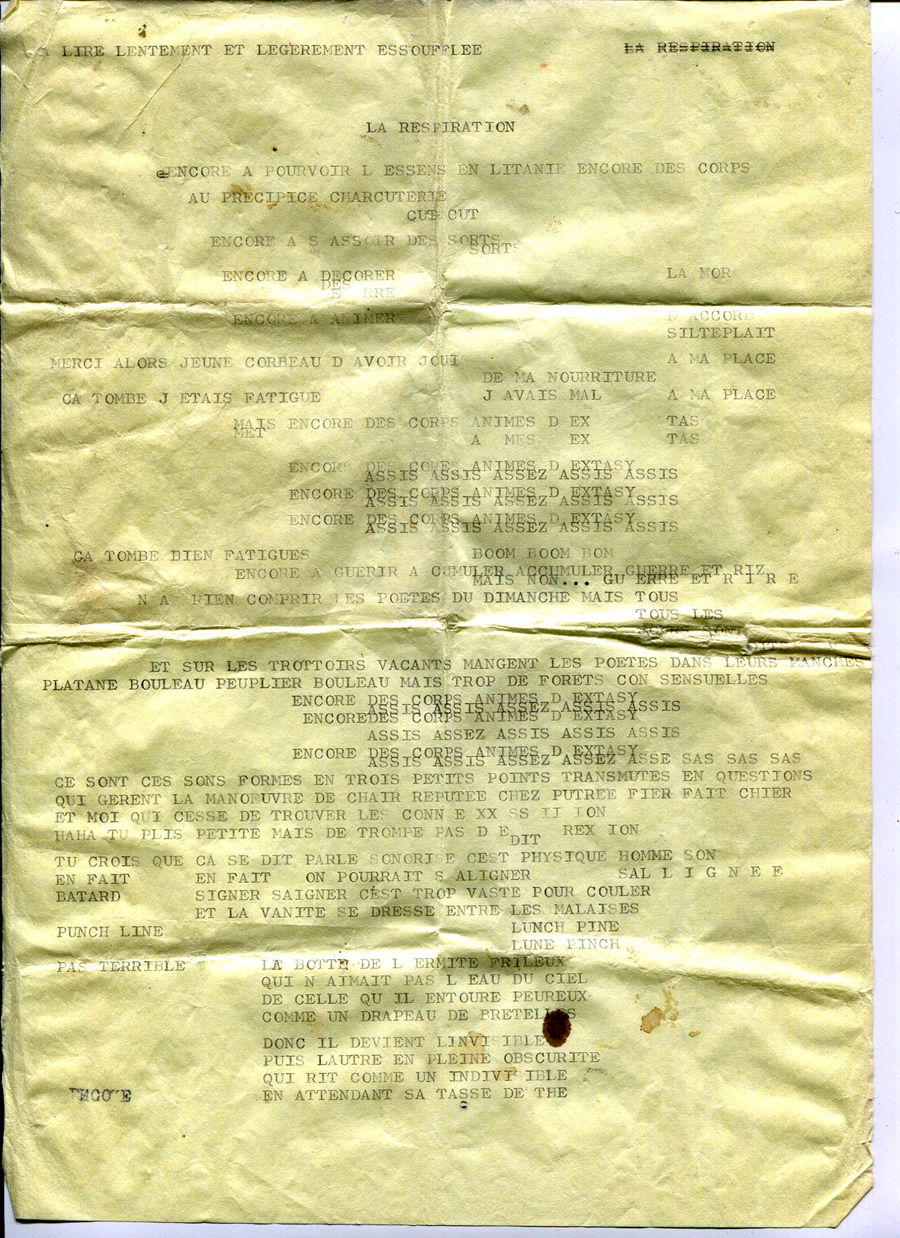 A LIRE LENTEMENT ET LEGEREMENT ESSOUFFLEE LA RESPIRATION
LA RESPIRATION
ENCORE A POURVOIR L ESSENS EN LITANIE ENCORE DES CORPS
AU PRECIPICE CHARCUTERIE
CUT CUT
ENCORE A S ASSOIR DES SORTS
SORTS
ENCORE A DECORER LA MOR
DES
E RRE
ENCORE A ANIMER D ACCORD
SILTEPLAIT
MERCI ALORS JEUNE CORBEAU D AVOIR JOUI A MA PLACE
DE MA NOURRITURE
CA TOMBE J ETAIS FATIGUE J AVAIS MAL A MA PLACE
MAIS ENCORE DES CORPS ANIMES D EX TAS
MET A MES EX TAS
ENCORE DES CORPS ANIMES D EXTASY
ASSIS ASSIS ASSEZ ASSIS ASSIS
ENCORE DES CORPS ANIMES D EXTASY
ASSIS ASSIS ASSEZ ASSIS ASSIS
ENCORE DES CORPS ANIMES D EXTASY
ASSIS ASSIS ASSEZ ASSIS ASSIS
CA TOMBE BIEN FATIGUES BOOM BOOM BOM
ENCORE A GUERIR A CUMULER ACCUMULER GUERRE ET RIZ
MAIS NON... GU ERRE ET R I R E
N A RIEN COMPRIR LES POETES DU DIMANCHE MAIS TOUS
TOUS LES
ET SUR LES TROTTOIRS VACANTS MANGENT LES POETES DANS LEURS MANCHES
PLATANE BOULEAU PEUPLIER BOULEAU MAIS TROP DE FORETS CON SENSUELLES
ENCORE DES CORPS ANIMES D EXTASY
ASSIS ASSIS ASSEZ ASSIS ASSIS
ENCOREDES CORPS ANIMES D EXTASY
ASSIS ASSEZ ASSIS ASSIS ASSIS
ENCORE DES CORPS ANIMES D EXTASY
ASSIS ASSIS ASSEZ ASSEZ ASSE SAS SAS SAS
CE SONT CES SONS FORMES EN TROIS PETITS POINTS TRANSMUTES EN QUESTIONS
QUI GERENT LA MANOEUVRE DE CHAIR REPUTEE CHEZ PUTREE FIER FAIT CHIER
ET MOI QUI CESSE DE TROUVER LES CONN E XX SS II ION
HAHA TU PLIS PETITE MAIS DE TROMPE PAS D E DIT REX ION
TU CROIS QUE CA SE DIT PARLE SONORISE CEST PHYSIQUE HOMME SON
EN FAIT EN FAIT ON POURRAIT S ALIGNER SAL L I G N E E
BATARD SIGNER SAIGNER CEST TROP VASTE POUR COULER
ET LA VANITE SE DRESSE ENTRE LES MALAISES
PUNCH LINE LUNCH PINE
LUNE PINCH
PAS TERRIBLE LA BOTTE DE L ERMITE FRILEUX
QUI N AIMAIT PAS L EAU DU CIEL
DE CELLE QU IL ENTOURE PEUREUX
COMME UN DRAPEAU DE BRETELLES
DONC IL DEVIENT LINVISIBLE
PUIS LAUTRE EN PLEINE OBSCURITE
QUI RIT COMME UN INDIVISIBLE
EN ATTENDANT SA TASSE DE THE